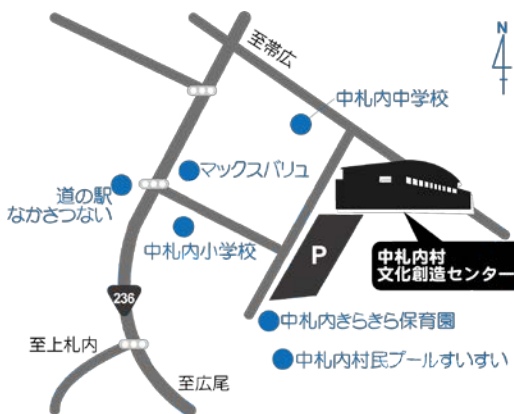 至帯広
N
中札内中学校
マックスバリュ
道の駅
なかさつない
中札内小学校
P
中札内村
文化創造センター
236
中札内きらきら保育園
至上札内
中札内村民プールすいすい
至広尾